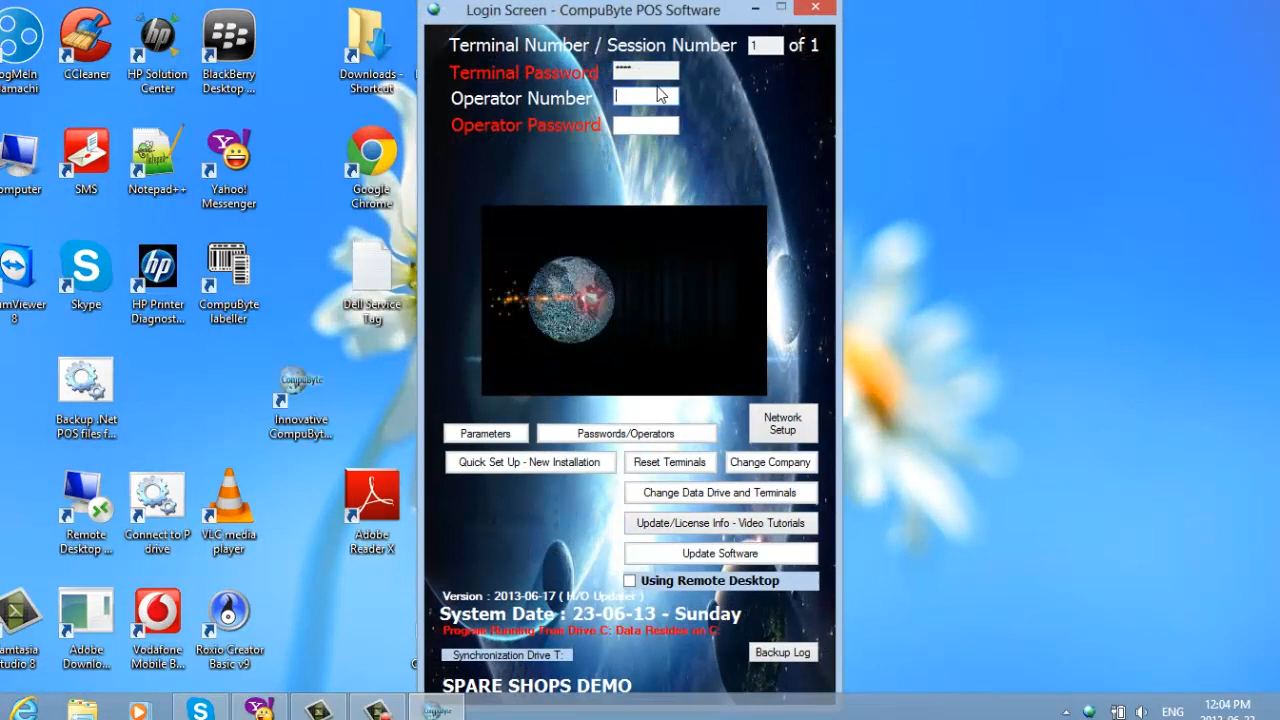 Login Screen - CompuByte POS Software
Terminal Number / Session Number 1 of 1
Terminal Password ****
Operator Number
Operator Password
Parameters
Passwords/Operators
Network
Setup
Quick Set Up - New Installation
Reset Terminals
Change Company
Change Data Drive and Terminals
Update/License Info - Video Tutorials
Update Software
Using Remote Desktop
Version : 2013-06-17 ( H/O Updater )
System Date : 23-06-13 - Sunday
Program Running From Drive C: Data Resides on C:
Synchronization Drive T:
Backup Log
SPARE SHOPS DEMO
CCleaner
HP Solution
Center
BlackBerry
Desktop ...
Downloads -
Shortcut
SMS
Notepad++
Yahoo!
Messenger
Google
Chrome
Skype
HP Printer
Diagnost...
CompuByte
labeller
Dell Service
Tag
8
Backup .Net
POS files f...
Innovative
CompuByt...
Remote
Desktop ...
Connect to P
drive
VLC media
player
Adobe
Reader X
Adobe
Downlo...
Vodafone
Mobile B...
Roxio Creator
Basic v9
ENG
12:04 PM